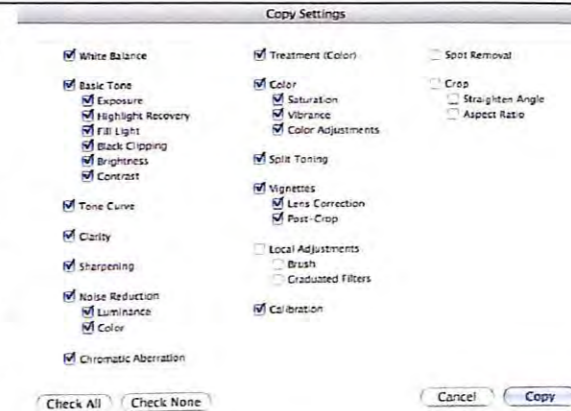 Copy Settings
White Balance
Basic Tone
Exposure
Highlight Recovery
Fill Light
Black Clipping
Brightness
Contrast
Tone Curve
Clarity
Sharpening
Noise Reduction
Luminance
Color
Chromatic Aberration
Treatment (Color)
Color
Saturation
Vibrance
Color Adjustments
Split Toning
Vignettes
Lens Correction
Post-Crop
Local Adjustments
Brush
Graduated Filters
Calibration
Spot Removal
Crop
Straighten Angle
Aspect Ratio
Check All
Check None
Cancel
Copy